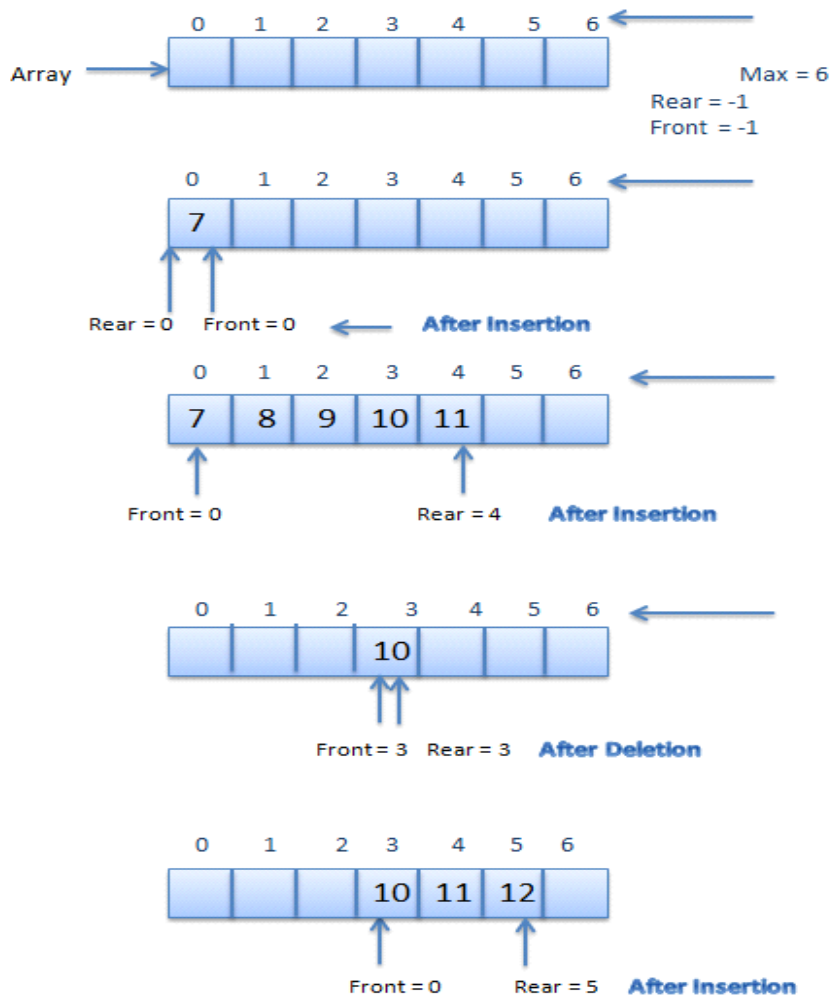 0 1 2 3 4 5 6
Array
Max = 6
Rear = -1
Front = -1
0 1 2 3 4 5 6
7
Rear = 0 Front = 0 After Insertion
0 1 2 3 4 5 6
7 8 9 10 11
Front = 0 Rear = 4 After Insertion
0 1 2 3 4 5 6
10
Front = 3 Rear = 3 After Deletion
0 1 2 3 4 5 6
10 11 12
Front = 0 Rear = 5 After Insertion